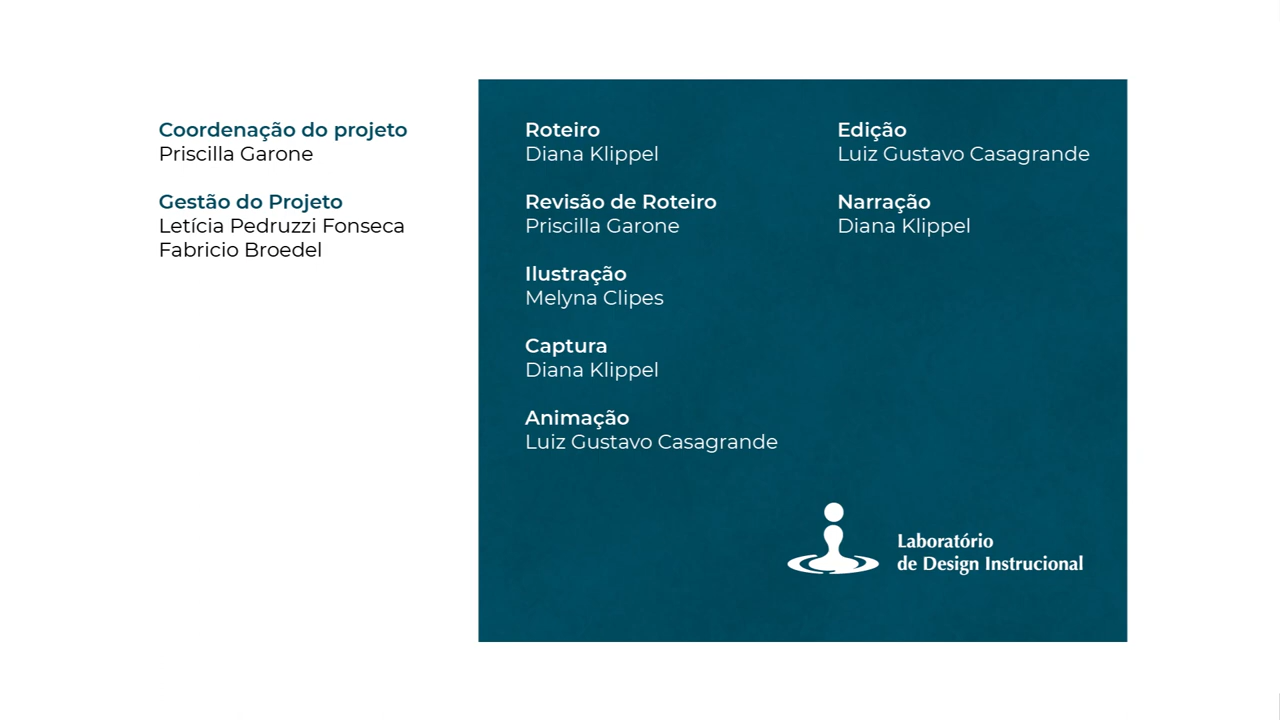 Coordenação do projeto
Priscilla Garone
Gestão do Projeto
Letícia Pedruzzi Fonseca
Fabricio Broedel
Roteiro
Diana Klippel
Revisão de Roteiro
Priscilla Garone
Ilustração
Melyna Clipes
Captura
Diana Klippel
Animação
Luiz Gustavo Casagrande
Edição
Luiz Gustavo Casagrande
Narração
Diana Klippel
Laboratório
de Design Instrucional